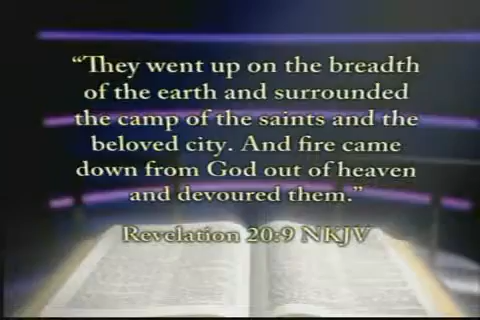 “They went up on the breadth
of the earth and surrounded
the camp of the saints and the
beloved city. And fire came
down from God out of heaven
and devoured them.”
Revelation 20:9 NKJV